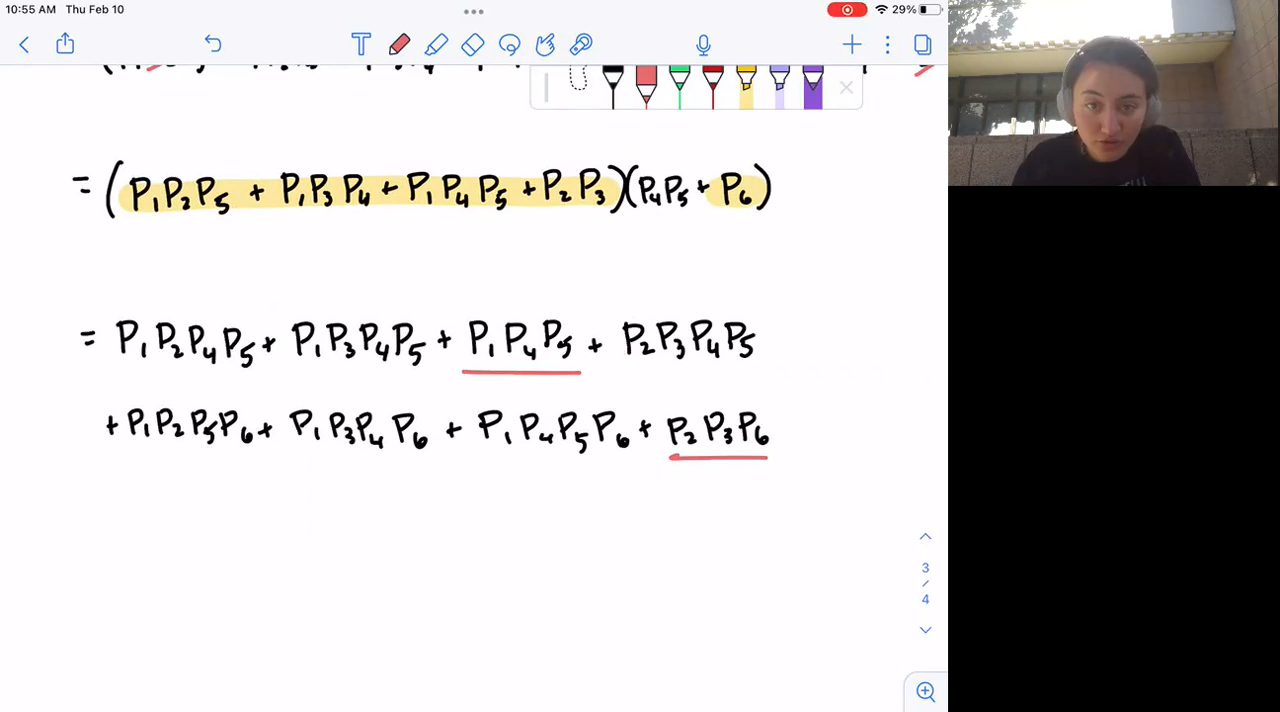 10:55 AM Thu Feb 10
29%
T
= (P₁P₂P₅ + P₁P₃P₄ + P₁P₄P₅ + P₂P₃)(P₄P₅ + P₆)
= P₁P₂P₄P₅ + P₁P₃P₄P₅ + P₁P₄P₅ + P₂P₃P₄P₅
+ P₁P₂P₅P₆ + P₁P₃P₄P₆ + P₁P₄P₅P₆ + P₂P₃P₆
3
/
4